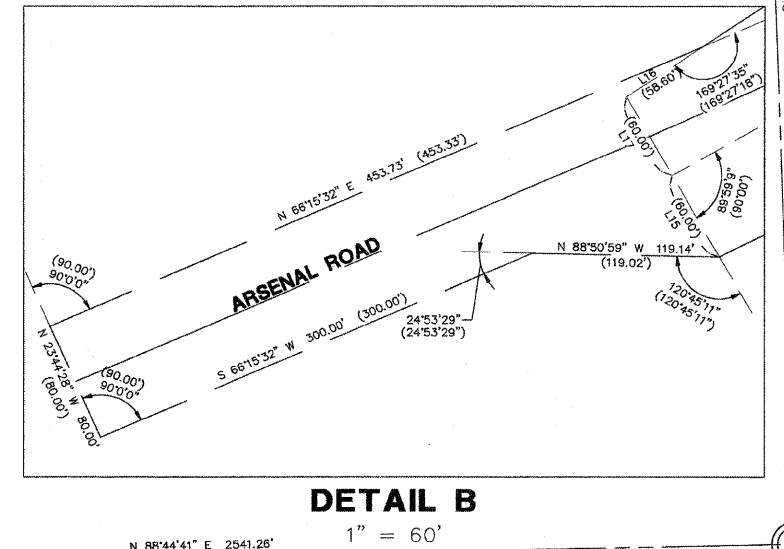 L16
(58.60')
169°27'35"
(169°27'18")
(60.00')
L17
N 66°15'32" E 453.73' (453.33')
89°59'9"
(90°00')
(60.00')
L15
N 88°50'59" W 119.14'
(119.02')
ARSENAL ROAD
(90.00')
90°0'0"
120°45'11"
(120°45'11")
24°53'29"
(24°53'29")
S 66°15'32" W 300.00' (300.00')
N 23°44'28" W 80.00'
(80.00')
(90.00')
90°0'0"
DETAIL B
1" = 60'
N 88°44'41" E 2541.26'